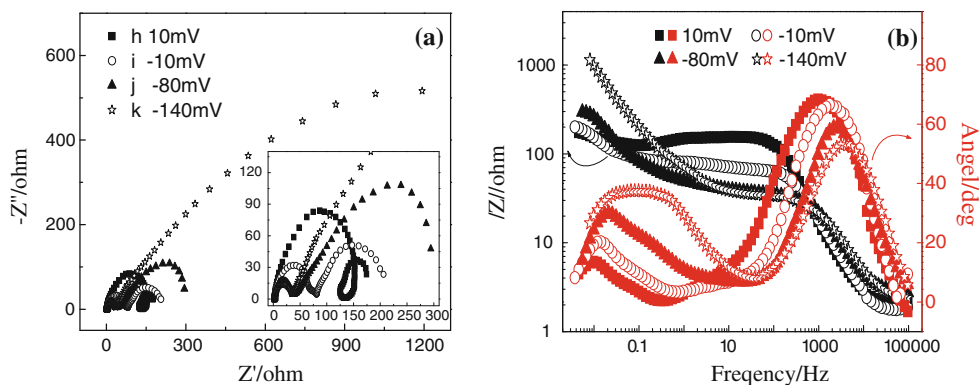 (a)
h 10mV
i -10mV
j -80mV
k -140mV
600
400
200
0
-Z''/ohm
0 300 600 900 1200
Z'/ohm
120
90
60
30
0
0 50 100 150 200 250 300
(b)
10mV -10mV
-80mV -140mV
1000
100
10
1
/Z//ohm
0.1 10 1000 100000
Freqency/Hz
80
60
40
20
0
Angel/deg